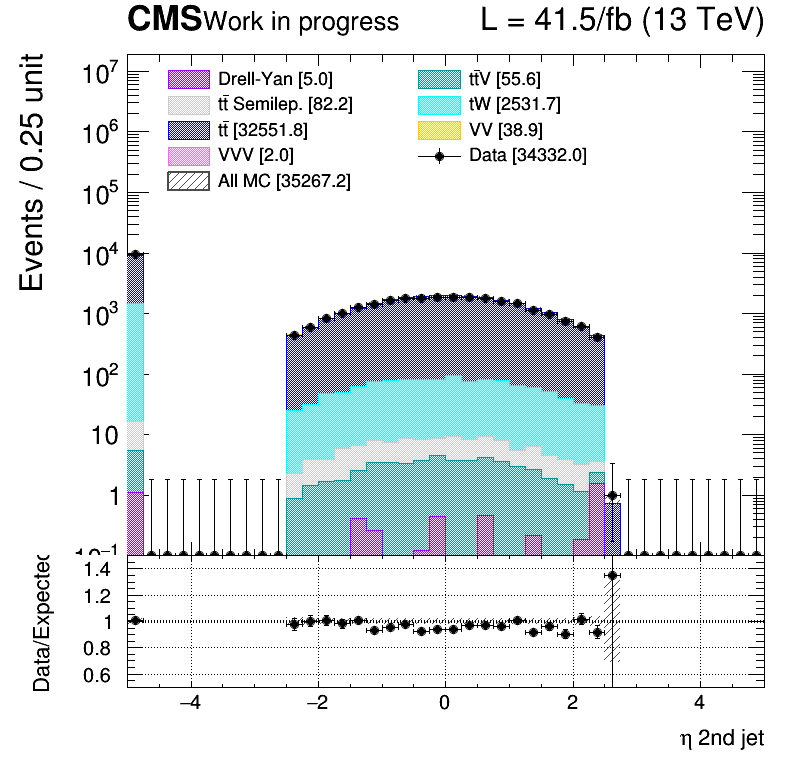 CMS Work in progress L = 41.5/fb (13 TeV)
Events / 0.25 unit
10⁷
10⁶
10⁵
10⁴
10³
10²
10
1
10⁻¹
Drell-Yan [5.0]
tt̄ Semilep. [82.2]
tt̄ [32551.8]
VVV [2.0]
All MC [35267.2]
tt̄V [55.6]
tW [2531.7]
VV [38.9]
Data [34332.0]
Data/Expected
1.4
1.2
1
0.8
0.6
−4 −2 0 2 4
η 2nd jet